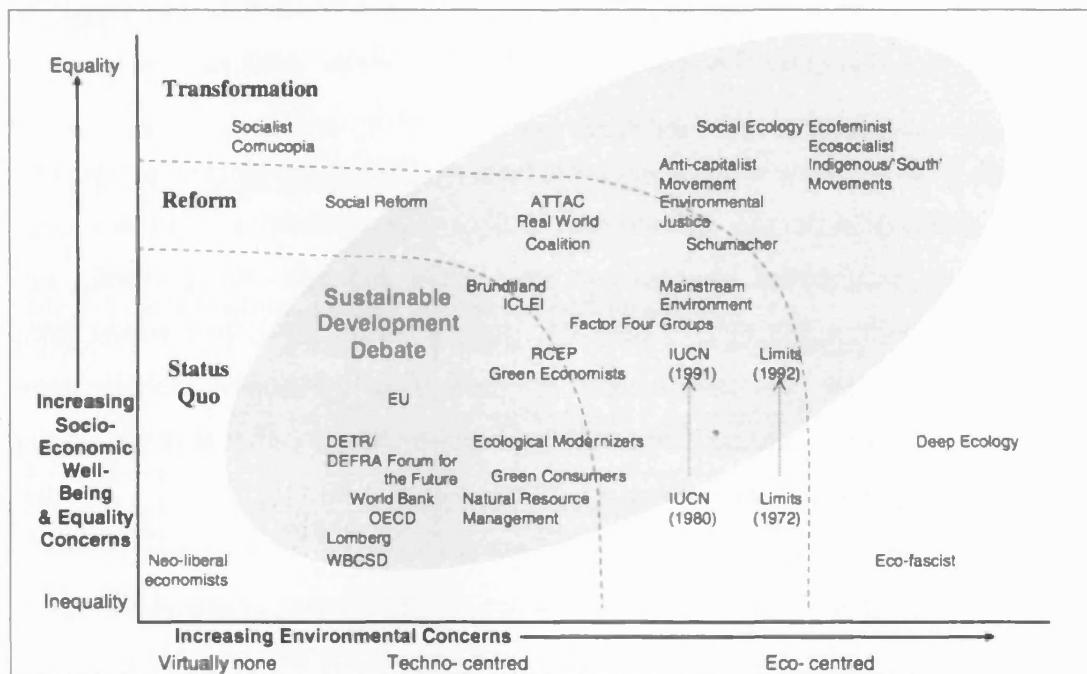 Equality
Transformation
Socialist
Cornucopia
Social Ecology Ecofeminist
Ecosocialist
Anti-capitalist Indigenous/'South'
Movement Movements
Reform
Social Reform
ATTAC Environmental
Real World Justice
Coalition
Schumacher
Brundtland
ICLEI
Mainstream
Environment
Sustainable
Development
Debate
Factor Four Groups
RCEP
Green Economists
IUCN
(1991)
Limits
(1992)
Status
Quo
EU
Increasing
Socio-
Economic
Well-
Being
& Equality
Concerns
DETR/
DEFRA Forum for
the Future
Ecological Modernizers
Green Consumers
Deep Ecology
World Bank
OECD
Natural Resource
Management
IUCN
(1980)
Limits
(1972)
Lomberg
WBCSD
Neo-liberal
economists
Eco-fascist
Inequality
Increasing Environmental Concerns
Virtually none
Techno- centred
Eco- centred